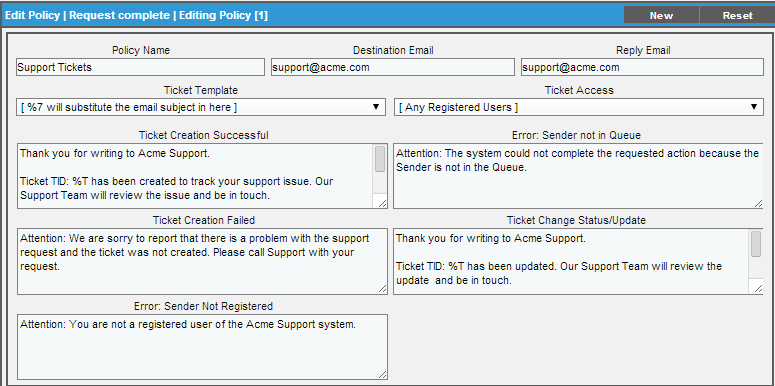 Edit Policy | Request complete | Editing Policy [1]
New
Reset
Policy Name
Destination Email
Reply Email
Support Tickets
support@acme.com
support@acme.com
Ticket Template
Ticket Access
[ %7 will substitute the email subject in here ]
[ Any Registered Users ]
Ticket Creation Successful
Error: Sender not in Queue
Thank you for writing to Acme Support.
Ticket TID: %T has been created to track your support issue. Our
Support Team will review the issue and be in touch.
Attention: The system could not complete the requested action because the
Sender is not in the Queue.
Ticket Creation Failed
Ticket Change Status/Update
Attention: We are sorry to report that there is a problem with the support
request and the ticket was not created. Please call Support with your
request.
Thank you for writing to Acme Support.
Ticket TID: %T has been updated. Our Support Team will review the
update  and be in touch.
Error: Sender Not Registered
Attention: You are not a registered user of the Acme Support system.